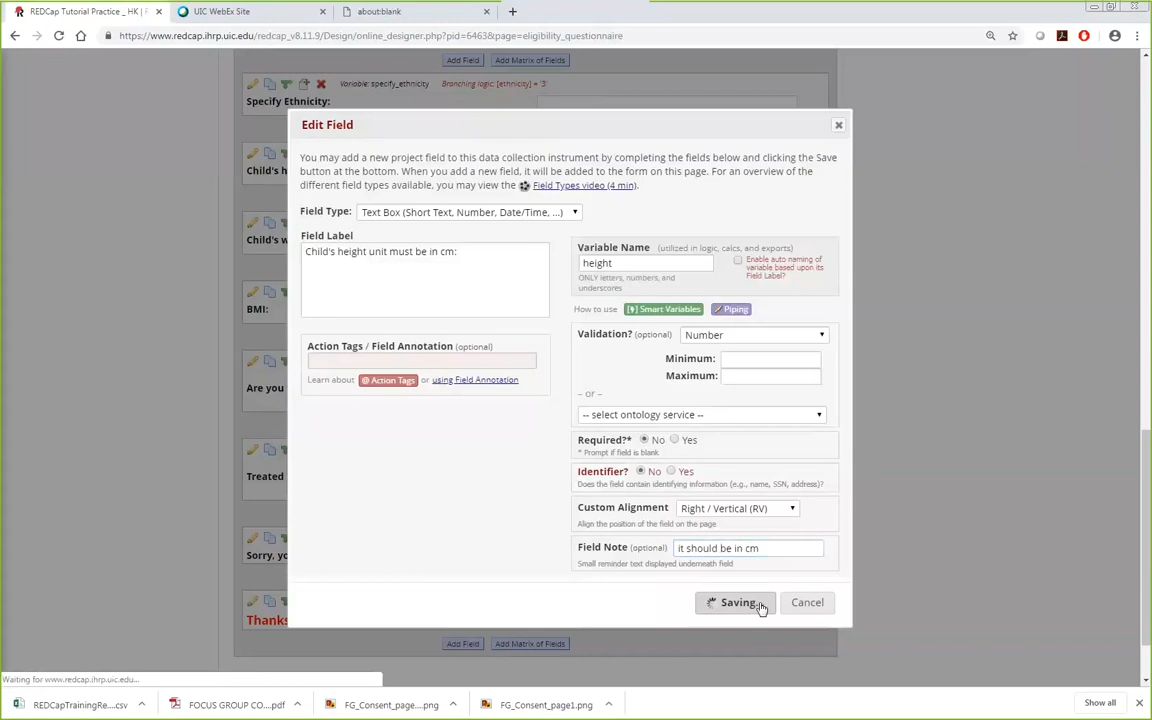 REDCap Tutorial Practice _ HK | F
UIC WebEx Site
about:blank
https://www.redcap.ihrp.uic.edu/redcap_v8.11.9/Design/online_designer.php?pid=6463&page=eligibility_questionnaire
Add Field
Add Matrix of Fields
Variable: specify_ethnicity
Branching logic: [ethnicity] = '3'
Specify Ethnicity:
Edit Field
You may add a new project field to this data collection instrument by completing the fields below and clicking the Save
button at the bottom. When you add a new field, it will be added to the form on this page. For an overview of the
different field types available, you may view the Field Types video (4 min).
Field Type: Text Box (Short Text, Number, Date/Time, ...)
Field Label
Child's height unit must be in cm:
Variable Name (utilized in logic, calcs, and exports)
height
ONLY letters, numbers, and
underscores
Enable auto naming of
variable based upon its
Field Label?
How to use [ ] Smart Variables Piping
Validation? (optional) Number
Minimum:
Maximum:
– or –
-- select ontology service --
Action Tags / Field Annotation (optional)
Learn about @ Action Tags or using Field Annotation
Required?* No Yes
* Prompt if field is blank
Identifier? No Yes
Does the field contain identifying information (e.g., name, SSN, address)?
Custom Alignment Right / Vertical (RV)
Align the position of the field on the page
Field Note (optional) it should be in cm
Small reminder text displayed underneath field
Saving...
Cancel
Child's h
Child's w
BMI:
Are you
Treated
Sorry, yo
Thanks
Add Field
Add Matrix of Fields
Waiting for www.redcap.ihrp.uic.edu...
REDCapTrainingRe....csv
FOCUS GROUP CO....pdf
FG_Consent_page....png
FG_Consent_page1.png
Show all